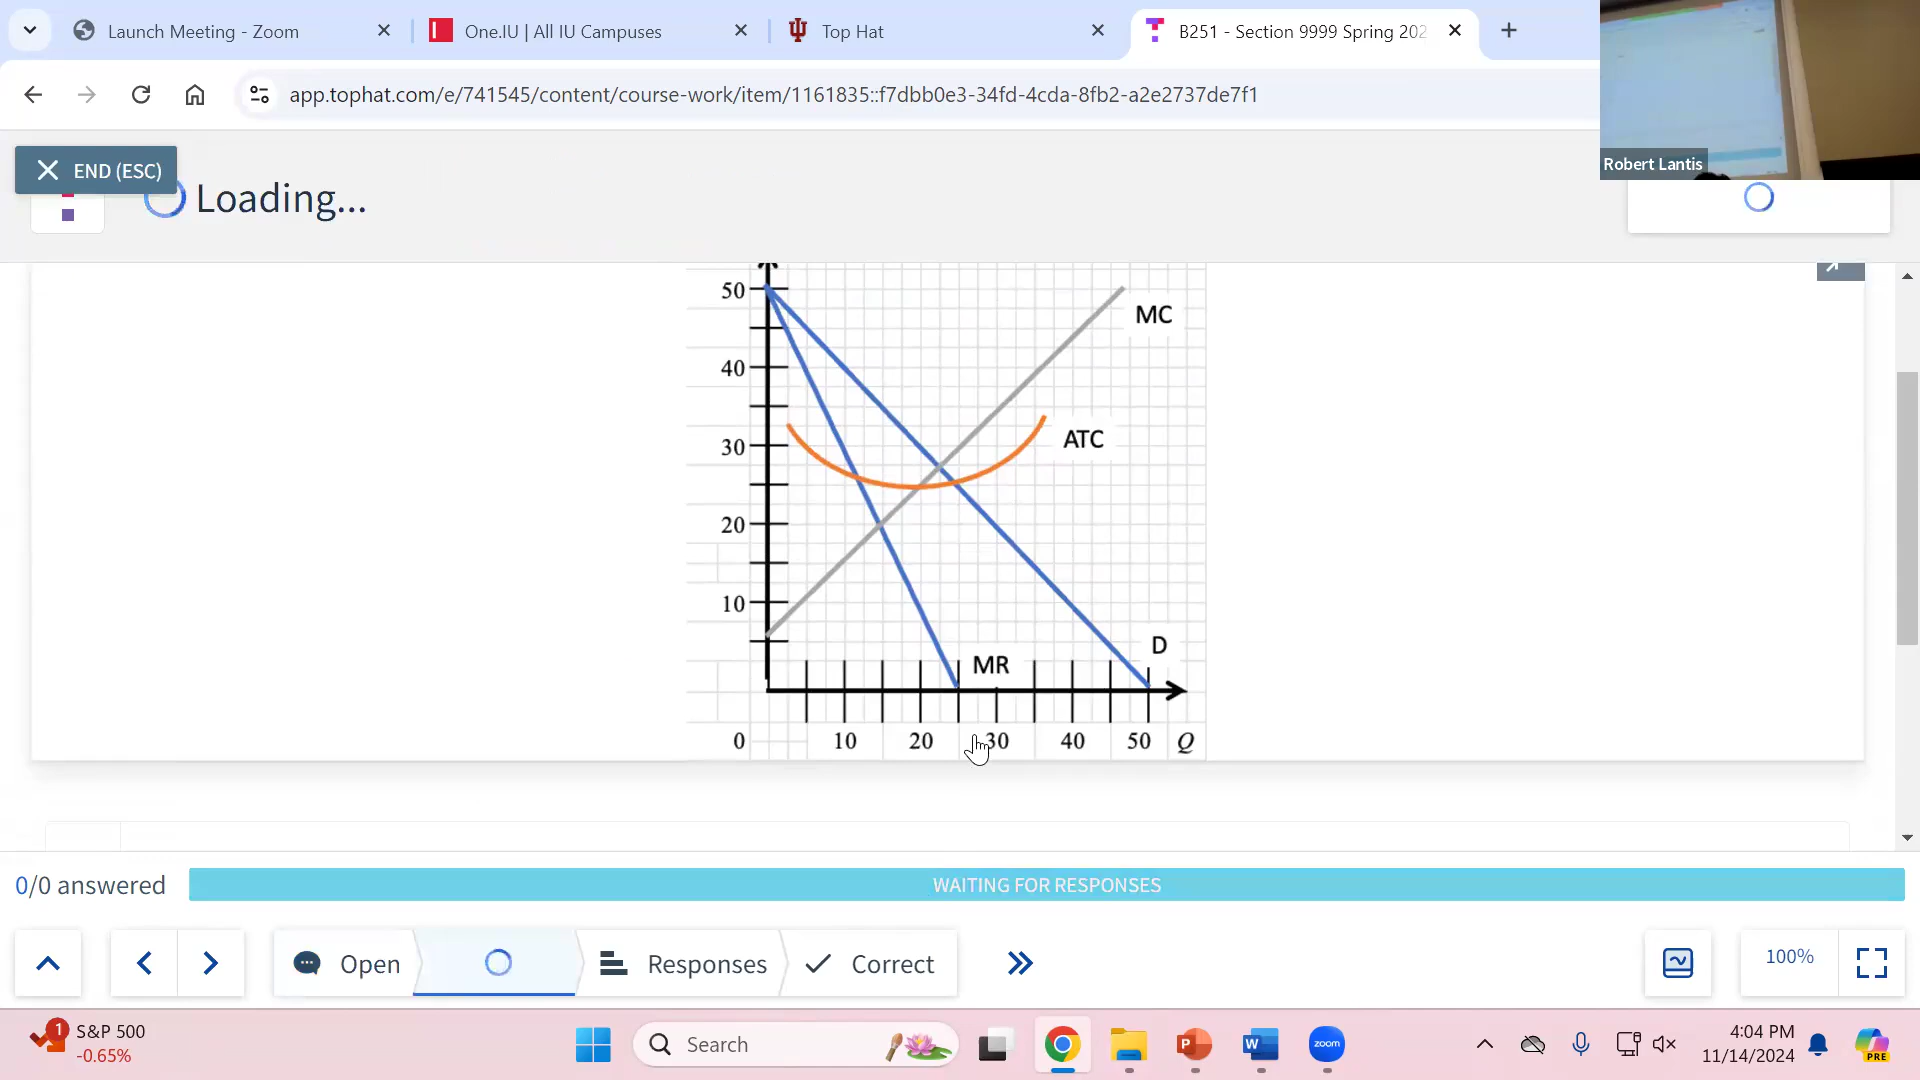 Launch Meeting - Zoom
One.IU | All IU Campuses
Top Hat
B251 - Section 9999 Spring 202
app.tophat.com/e/741545/content/course-work/item/1161835::f7dbb0e3-34fd-4cda-8fb2-a2e2737de7f1
Robert Lantis
END (ESC)
Loading...
50
MC
40
ATC
30
20
10
D
MR
0 10 20 30 40 50 Q
0/0 answered
WAITING FOR RESPONSES
Open
Responses
Correct
100%
1
S&P 500
-0.65%
Search
P
W
zoom
4:04 PM
11/14/2024
PRE